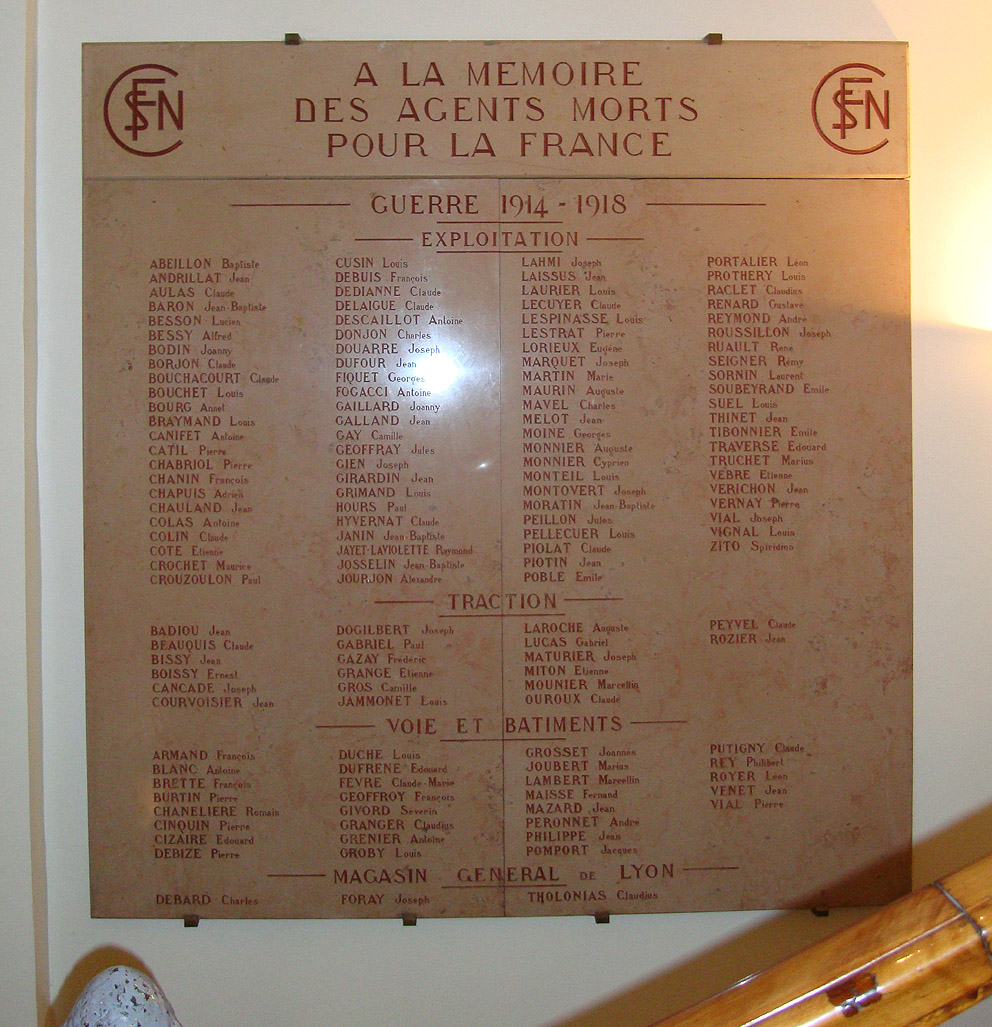 SNCF
A LA MEMOIRE
DES AGENTS MORTS
POUR LA FRANCE
SNCF
GUERRE 1914 - 1918
EXPLOITATION
ABEILLON Baptiste
ANDRILLAT Jean
AULAS Claude
BARON Jean-Baptiste
BESSON Lucien
BESSY Alfred
BODIN Joanny
BORJON Claude
BOUCHACOURT Claude
BOUCHET Louis
BOURG Annet
BRAYMAND Louis
CANIFET Antoine
CATIL Pierre
CHABRIOL Pierre
CHANIN François
CHAPUIS Adrien
CHAULAND Jean
COLAS Antoine
COLIN Claude
COTE Etienne
CROCHET Maurice
CROUZOULON Paul
CUSIN Louis
DEBUIS François
DEDIANNE Claude
DELAIGUE Claude
DESCAILLOT Antoine
DONJON Charles
DOUARRE Joseph
DUFOUR Jean
FIQUET Georges
FOGACCI Antoine
GAILLARD Joanny
GALLAND Jean
GAY Camille
GEOFFRAY Jules
GIEN Joseph
GIRARDIN Jean
GRIMAND Louis
HOURS Paul
HYVERNAT Claude
JANIN Jean-Baptiste
JAYET-LAVIOLETTE Raymond
JOSSELIN Jean-Baptiste
JOURJON Alexandre
LAHMI Joseph
LAISSUS Jean
LAURIER Louis
LECUYER Claude
LESPINASSE Louis
LESTRAT Pierre
LORIEUX Eugène
MARQUET Joseph
MARTIN Marie
MAURIN Auguste
MAVEL Charles
MELOT Jean
MOINE Georges
MONNIER Auguste
MONNIER Cyprien
MONTEIL Louis
MONTOVERT Joseph
MORATIN Jean-Baptiste
PEILLON Jules
PELLECUER Louis
PIOLAT Claude
PIOTIN Jean
POBLE Emile
PORTALIER Léon
PROTHERY Louis
RACLET Claudius
RENARD Gustave
REYMOND André
ROUSSILLON Joseph
RUAULT René
SEIGNER Rémy
SORNIN Laurent
SOUBEYRAND Emile
SUEL Louis
THINET Jean
TIBONNIER Emile
TRAVERSE Edouard
TRUCHET Marius
VEBRE Etienne
VERICHON Jean
VERNAY Pierre
VIAL Joseph
VIGNAL Louis
ZITO Spiridino
TRACTION
BADIOU Jean
BEAUQUIS Claude
BISSY Jean
BOISSY Ernest
CANCADE Joseph
COURVOISIER Jean
DOGILBERT Joseph
GABRIEL Paul
GAZAY Frédéric
GRANGE Etienne
GROS Camille
JAMMONET Louis
LAROCHE Auguste
LUCAS Gabriel
MATURIER Joseph
MITON Etienne
MOUNIER Marcellin
OUROUX Claude
PEYVEL Claude
ROZIER Jean
VOIE ET BATIMENTS
ARMAND François
BLANC Antoine
BRETTE François
BURTIN Pierre
CHANELIERE Romain
CINQUIN Pierre
CIZAIRE Edouard
DEBIZE Pierre
DUCHE Louis
DUFRENE Edouard
FEVRE Claude-Marie
GEOFFROY François
GIVORD Séverin
GRANGER Claudius
GRENIER Antoine
GROBY Louis
GROSSET Joannes
JOUBERT Marius
LAMBERT Marcellin
MAISSE Fernand
MAZARD Jean
PERONNET André
PHILIPPE Jean
POMPORT Jacques
PUTIGNY Claude
REY Philibert
ROYER Léon
VENET Jean
VIAL Pierre
MAGASIN GENERAL DE LYON
DEBARD Charles
FORAY Joseph
THOLONIAS Claudius